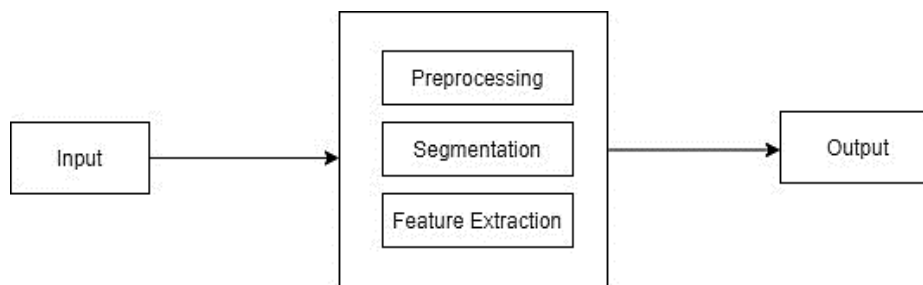 Input
Preprocessing
Segmentation
Feature Extraction
Output